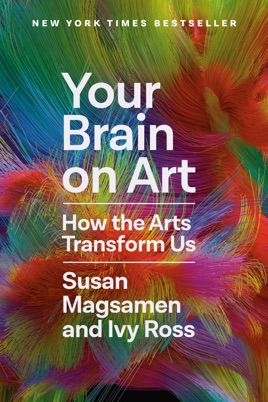 NEW YORK TIMES BESTSELLER
Your
Brain
on Art
How the Arts
Transform Us
Susan
Magsamen
and Ivy Ross